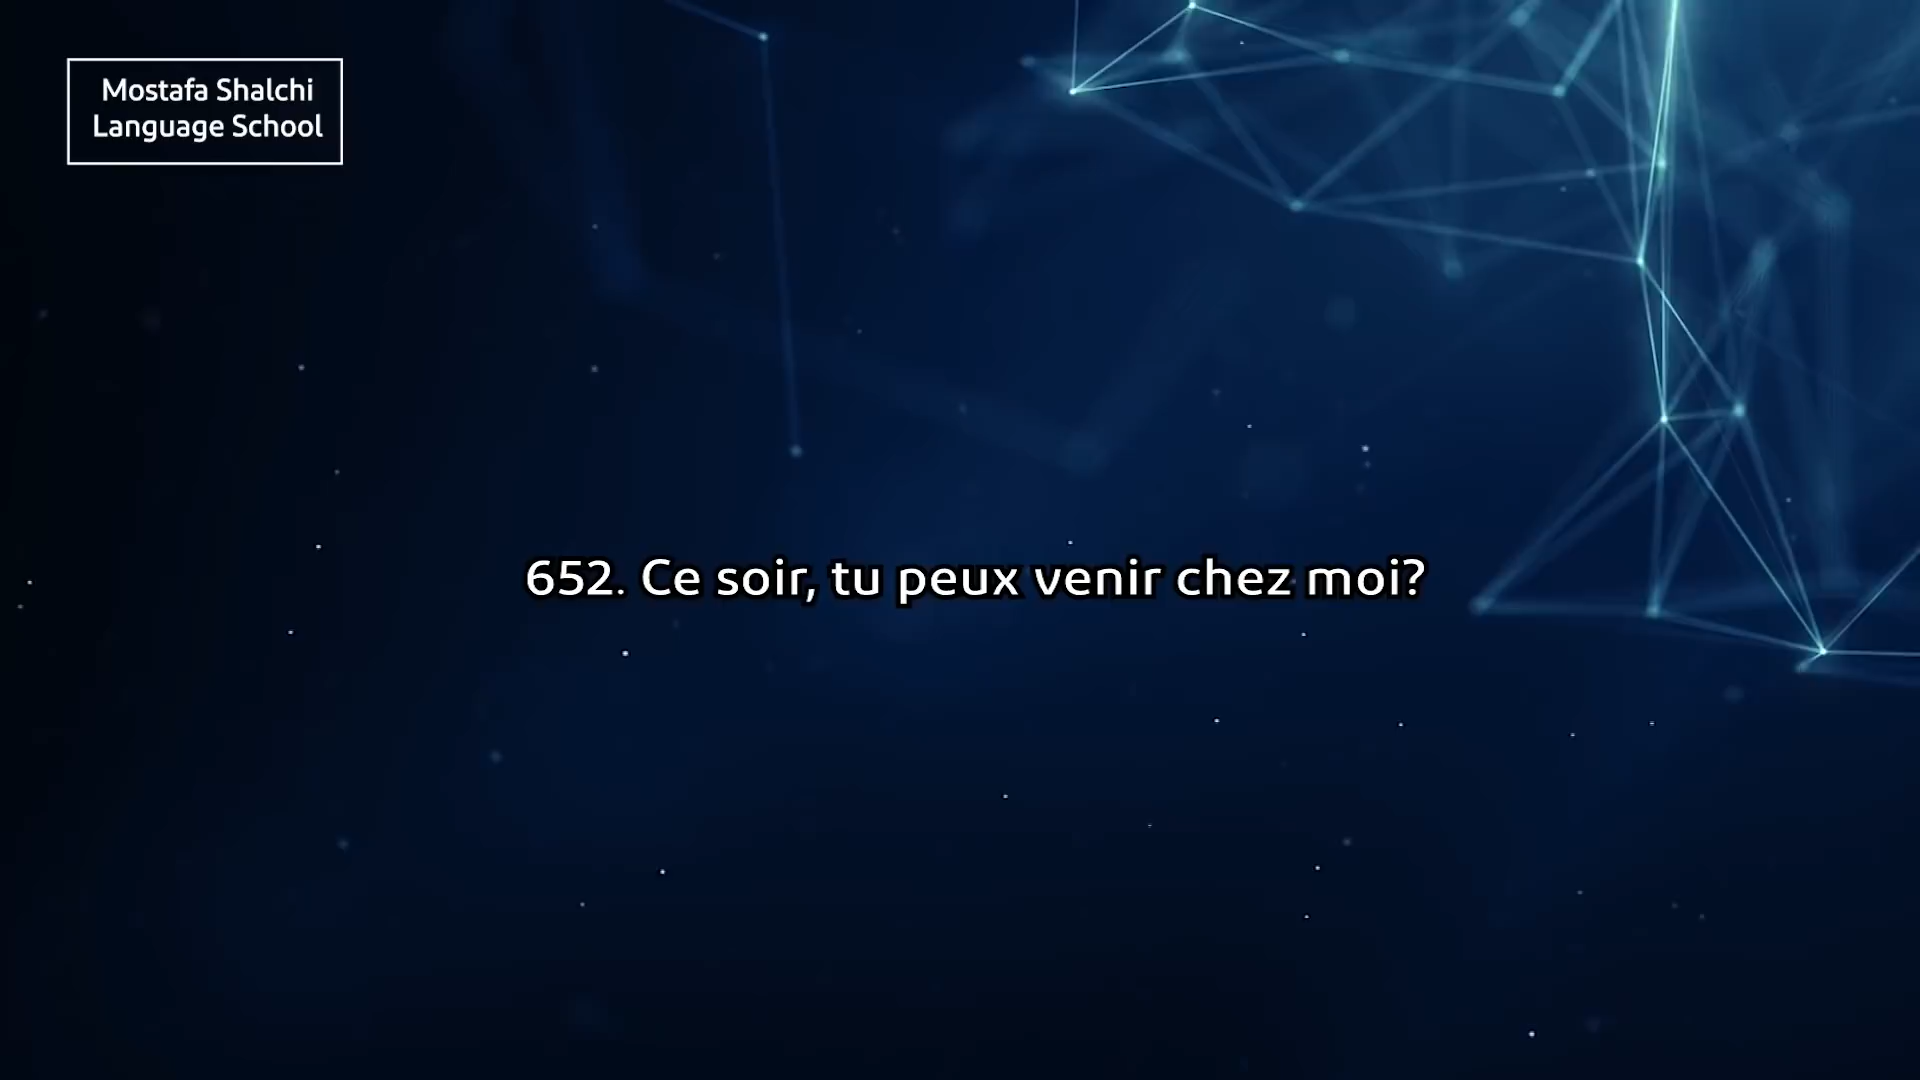 Mostafa Shalchi
Language School
652. Ce soir, tu peux venir chez moi?